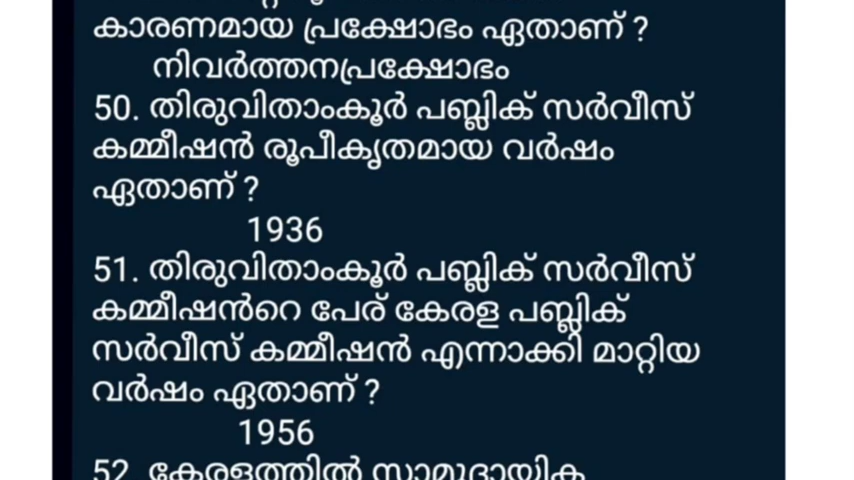 കാരണമായ പ്രക്ഷോഭം ഏതാണ് ?
നിവർത്തനപ്രക്ഷോഭം
50. തിരുവിതാംകൂർ പബ്ലിക് സർവീസ്
കമ്മീഷൻ രൂപീകൃതമായ വർഷം
ഏതാണ് ?
1936
51. തിരുവിതാംകൂർ പബ്ലിക് സർവീസ്
കമ്മീഷൻറെ പേര് കേരള പബ്ലിക്
സർവീസ് കമ്മീഷൻ എന്നാക്കി മാറ്റിയ
വർഷം ഏതാണ് ?
1956
52. കേരളത്തിൽ സാമുദായിക